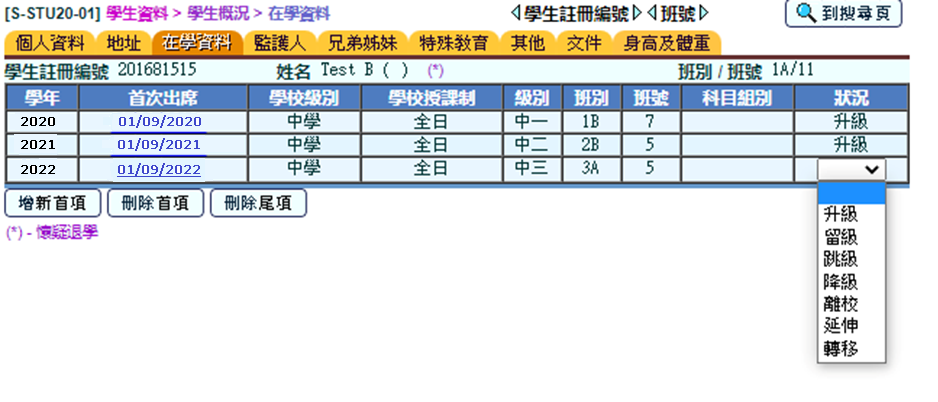 [S-STU20-01] 學生資料 > 學生概況 > 在學資料 ◁學生註冊編號▷ ◁班號▷ 到搜尋頁
個人資料 地址 在學資料 監護人 兄弟姊妹 特殊教育 其他 文件 身高及體重
學生註冊編號 201681515 姓名 Test B ( ) (*) 班別 / 班號 1A/11
學年 首次出席 學校級別 學校授課制 級別 班別 班號 科目組別 狀況
2020 01/09/2020 中學 全日 中一 1B 7 升級
2021 01/09/2021 中學 全日 中二 2B 5 升級
2022 01/09/2022 中學 全日 中三 3A 5
增新首項 刪除首項 刪除尾項
(*) - 懷疑退學
升級
留級
跳級
降級
離校
延伸
轉移